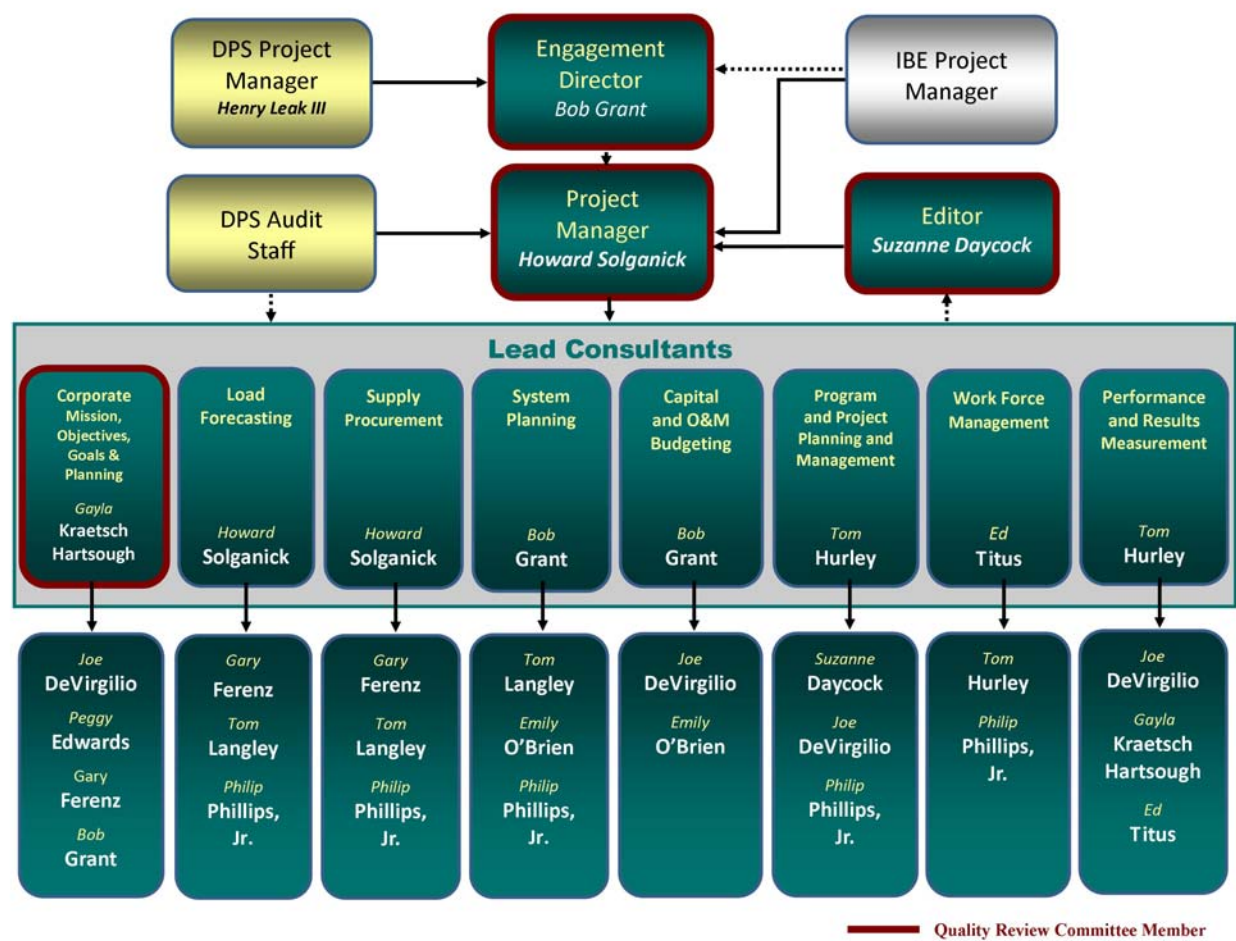 DPS Project
Manager
Henry Leak III
Engagement
Director
Bob Grant
IBE Project
Manager
DPS Audit
Staff
Project
Manager
Howard Solganick
Editor
Suzanne Daycock
Lead Consultants
Corporate
Mission,
Objectives,
Goals &
Planning
Gayla
Kraetsch
Hartsough
Load
Forecasting
Howard
Solganick
Supply
Procurement
Howard
Solganick
System
Planning
Bob
Grant
Capital
and O&M
Budgeting
Bob
Grant
Program
and Project
Planning and
Management
Tom
Hurley
Work Force
Management
Ed
Titus
Performance
and Results
Measurement
Tom
Hurley
Joe
DeVirgilio
Peggy
Edwards
Gary
Ferenz
Bob
Grant
Gary
Ferenz
Tom
Langley
Philip
Phillips,
Jr.
Gary
Ferenz
Tom
Langley
Philip
Phillips,
Jr.
Tom
Langley
Emily
O'Brien
Philip
Phillips,
Jr.
Joe
DeVirgilio
Emily
O'Brien
Suzanne
Daycock
Joe
DeVirgilio
Philip
Phillips,
Jr.
Tom
Hurley
Philip
Phillips,
Jr.
Joe
DeVirgilio
Gayla
Kraetsch
Hartsough
Ed
Titus
Quality Review Committee Member